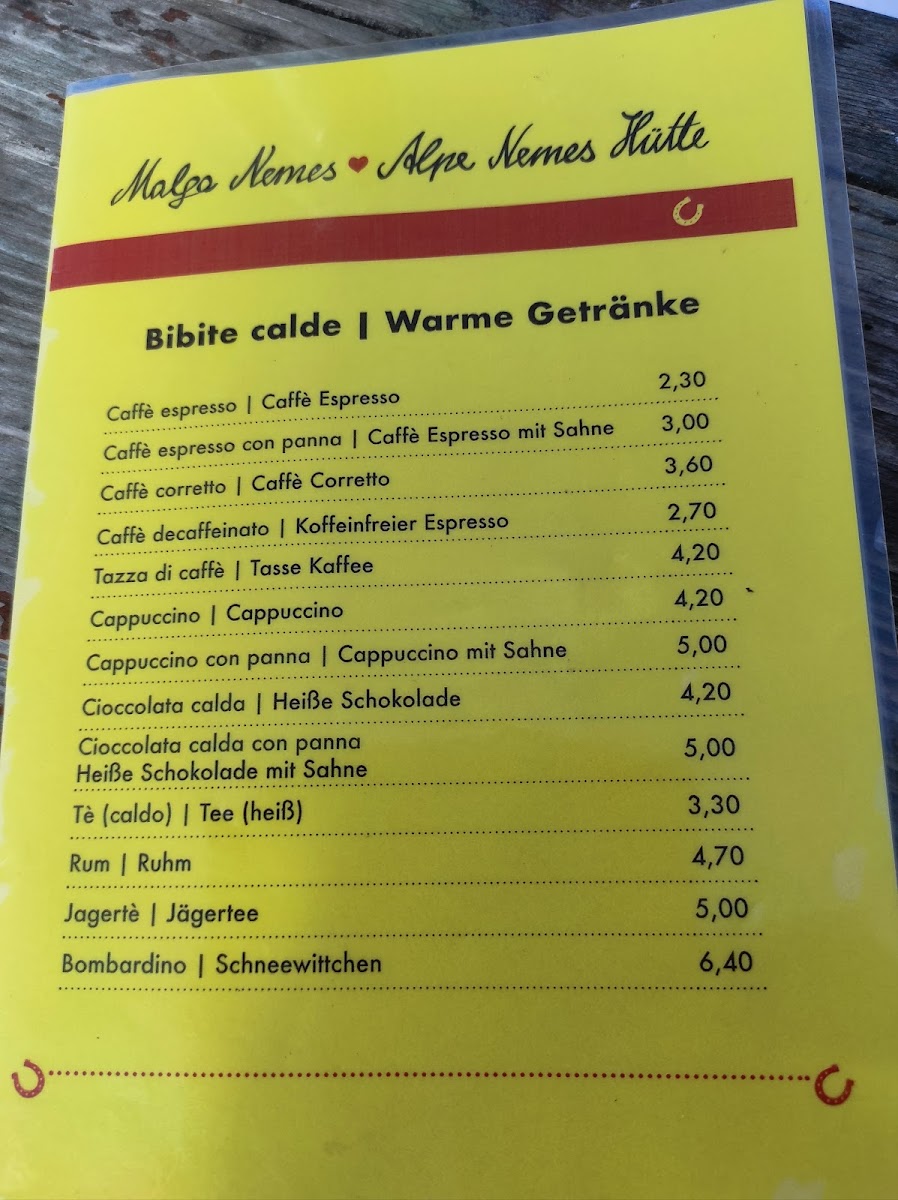 Malga Nemes ♥ Alpe Nemes Hütte
Bibite calde | Warme Getränke
Caffè espresso | Caffè Espresso 2,30
Caffè espresso con panna | Caffè Espresso mit Sahne 3,00
Caffè corretto | Caffè Corretto 3,60
Caffè decaffeinato | Koffeinfreier Espresso 2,70
Tazza di caffè | Tasse Kaffee 4,20
Cappuccino | Cappuccino 4,20
Cappuccino con panna | Cappuccino mit Sahne 5,00
Cioccolata calda | Heiße Schokolade 4,20
Cioccolata calda con panna
Heiße Schokolade mit Sahne 5,00
Tè (caldo) | Tee (heiß) 3,30
Rum | Ruhm 4,70
Jagertè | Jägertee 5,00
Bombardino | Schneewittchen 6,40